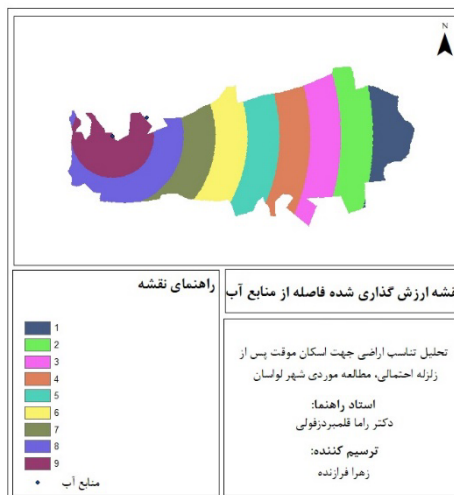 N
راهنمای نقشه
1
2
3
4
5
6
7
8
9
منابع آب
نقشه ارزش گذاری شده فاصله از منابع آب
تحلیل تناسب اراضی جهت اسکان موقت پس از
زلزله احتمالی، مطالعه موردی شهر لواسان
استاد راهنما:
دکتر راما قلمبردزفولی
ترسیم کننده:
زهرا فرازنده